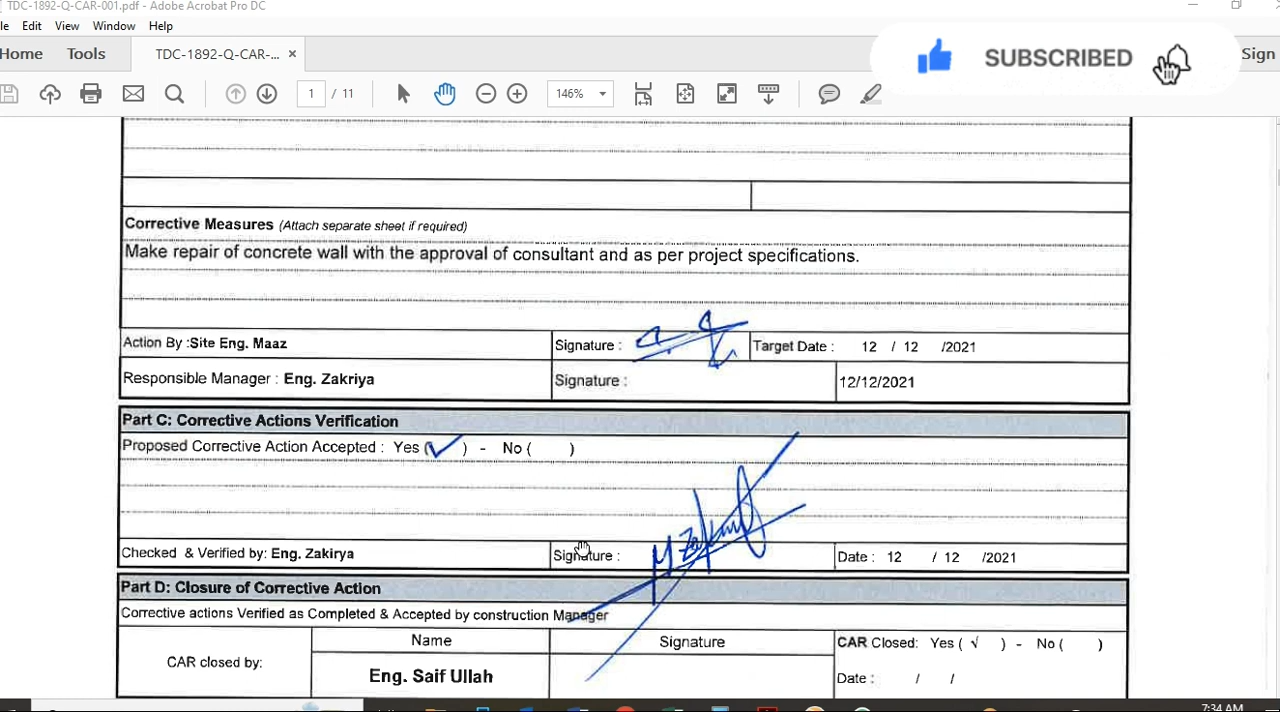 TDC-1892-Q-CAR-001.pdf - Adobe Acrobat Pro DC
le Edit View Window Help
Home Tools TDC-1892-Q-CAR-... × SUBSCRIBED Sign
1 / 11 146%
Corrective Measures (Attach separate sheet if required)
Make repair of concrete wall with the approval of consultant and as per project specifications.
Action By :Site Eng. Maaz Signature : Target Date : 12 / 12 /2021
Responsible Manager : Eng. Zakriya Signature : 12/12/2021
Part C: Corrective Actions Verification
Proposed Corrective Action Accepted : Yes (✓) - No ( )
Checked & Verified by: Eng. Zakirya Signature : Date : 12 / 12 /2021
Part D: Closure of Corrective Action
Corrective actions Verified as Completed & Accepted by construction Manager
CAR closed by: Name Signature CAR Closed: Yes ( √ ) - No ( )
Eng. Saif Ullah Date : / /
7:34 AM